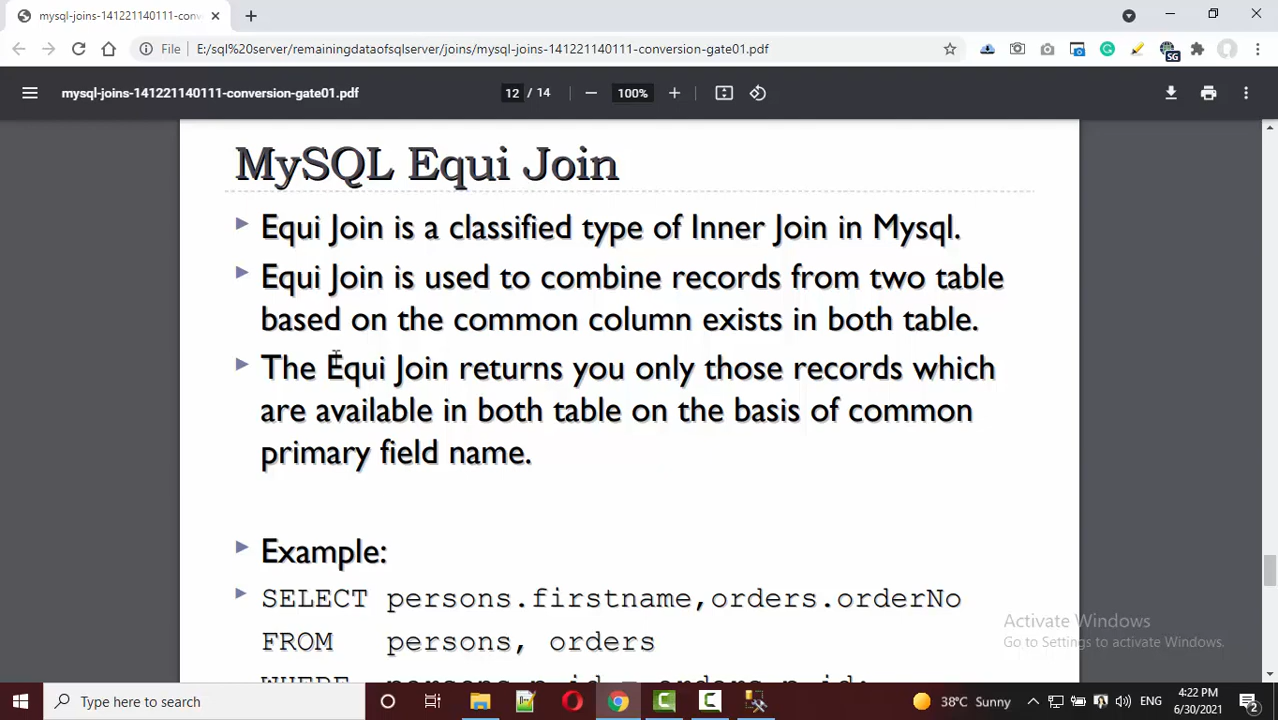 mysql-joins-141221140111-conv
File
E:/sql%20server/remainingdataofsqlserver/joins/mysql-joins-141221140111-conversion-gate01.pdf
SG
mysql-joins-141221140111-conversion-gate01.pdf
12 / 14
100%
MySQL Equi Join
Equi Join is a classified type of Inner Join in Mysql.
Equi Join is used to combine records from two table
based on the common column exists in both table.
The Equi Join returns you only those records which
are available in both table on the basis of common
primary field name.
Example:
SELECT persons.firstname,orders.orderNo
FROM persons, orders
Activate Windows
Go to Settings to activate Windows.
Type here to search
38°C Sunny
ENG
4:22 PM
6/30/2021
2